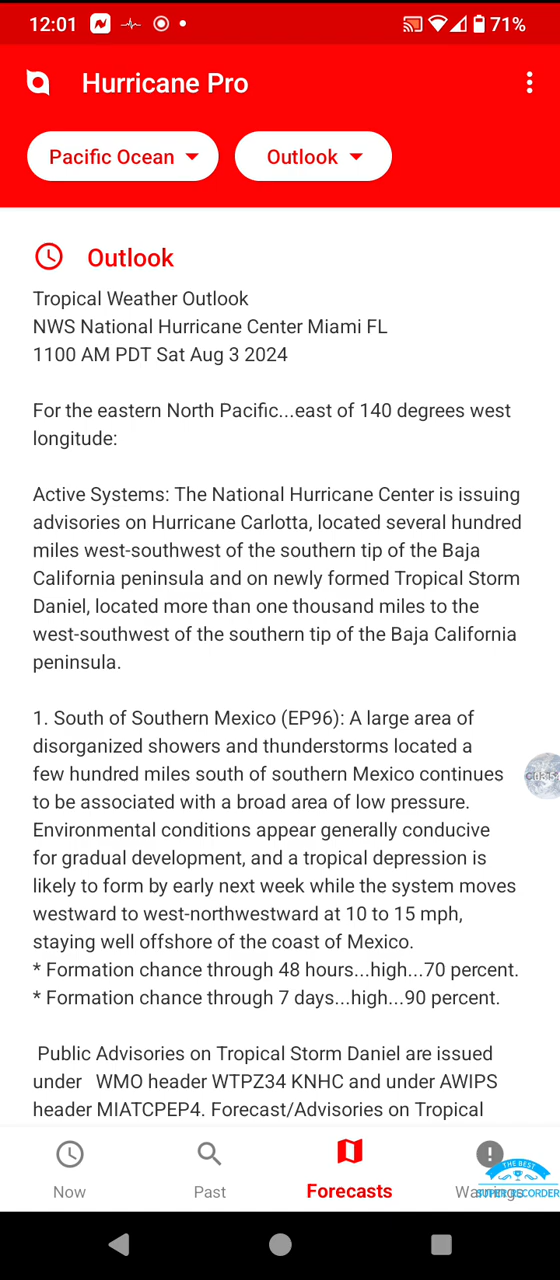 12:01
71%
Hurricane Pro
Pacific Ocean
Outlook
Outlook
Tropical Weather Outlook
NWS National Hurricane Center Miami FL
1100 AM PDT Sat Aug 3 2024
For the eastern North Pacific...east of 140 degrees west
longitude:
Active Systems: The National Hurricane Center is issuing
advisories on Hurricane Carlotta, located several hundred
miles west-southwest of the southern tip of the Baja
California peninsula and on newly formed Tropical Storm
Daniel, located more than one thousand miles to the
west-southwest of the southern tip of the Baja California
peninsula.
1. South of Southern Mexico (EP96): A large area of
disorganized showers and thunderstorms located a
few hundred miles south of southern Mexico continues
to be associated with a broad area of low pressure.
Environmental conditions appear generally conducive
for gradual development, and a tropical depression is
likely to form by early next week while the system moves
westward to west-northwestward at 10 to 15 mph,
staying well offshore of the coast of Mexico.
* Formation chance through 48 hours...high...70 percent.
* Formation chance through 7 days...high...90 percent.
Public Advisories on Tropical Storm Daniel are issued
under WMO header WTPZ34 KNHC and under AWIPS
header MIATCPEP4. Forecast/Advisories on Tropical
THE BEST
SUPER RECORDER
Now
Past
Forecasts
Warnings